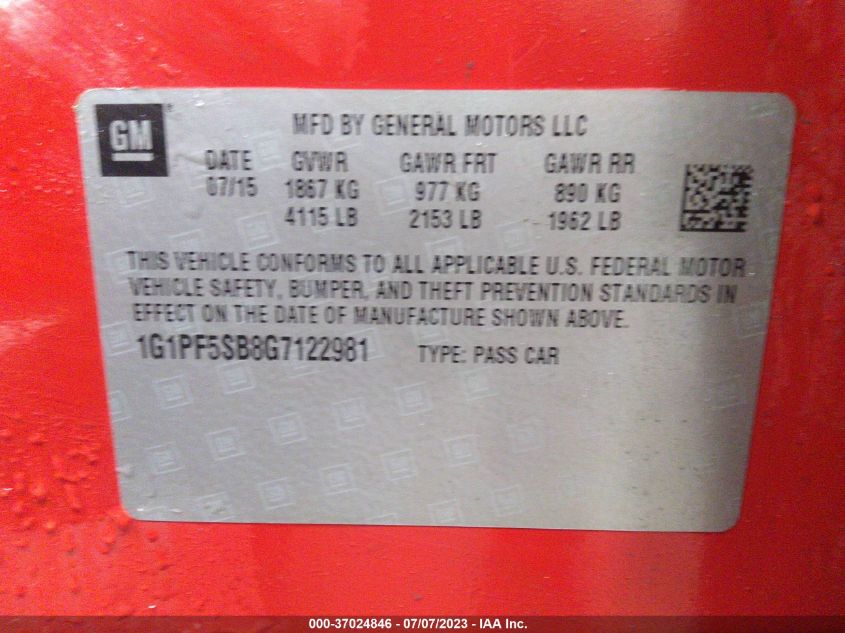 GM
MFD BY GENERAL MOTORS LLC
DATE GVWR GAWR FRT GAWR RR
07/15 1867 KG 977 KG 890 KG
4115 LB 2153 LB 1962 LB
THIS VEHICLE CONFORMS TO ALL APPLICABLE U.S. FEDERAL MOTOR
VEHICLE SAFETY, BUMPER, AND THEFT PREVENTION STANDARDS IN
EFFECT ON THE DATE OF MANUFACTURE SHOWN ABOVE.
1G1PF5SB8G7122981 TYPE: PASS CAR
000-37024846 - 07/07/2023 - IAA Inc.